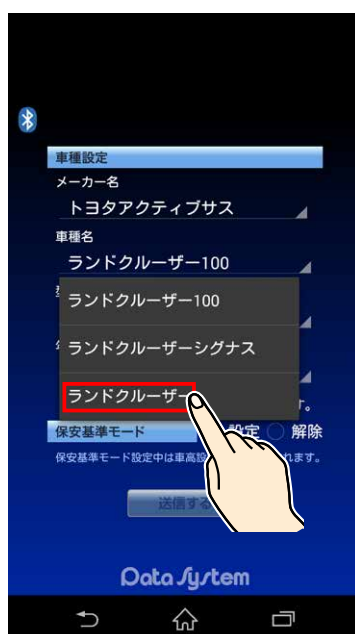 車種設定
メーカー名
トヨタアクティブサス
車種名
ランドクルーザー100
ランドクルーザー100
ランドクルーザーシグナス
ランドクルーザー
す。
保安基準モード 設定 解除
保安基準モード設定中は車高設 れます。
送信する
Data System